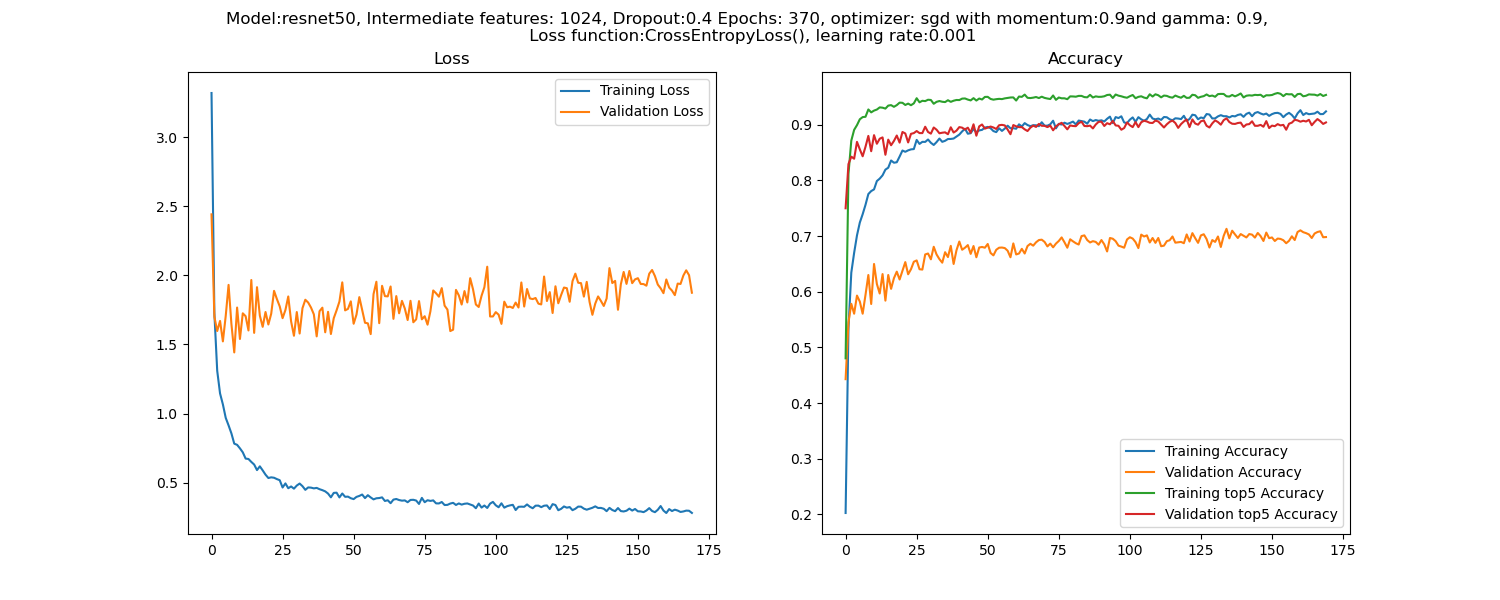 Model:resnet50, Intermediate features: 1024, Dropout:0.4 Epochs: 370, optimizer: sgd with momentum:0.9and gamma: 0.9,
Loss function:CrossEntropyLoss(), learning rate:0.001
Loss
Training Loss
Validation Loss
3.0
2.5
2.0
1.5
1.0
0.5
0 25 50 75 100 125 150 175
Accuracy
0.9
0.8
0.7
0.6
0.5
0.4
0.3
0.2
Training Accuracy
Validation Accuracy
Training top5 Accuracy
Validation top5 Accuracy
0 25 50 75 100 125 150 175